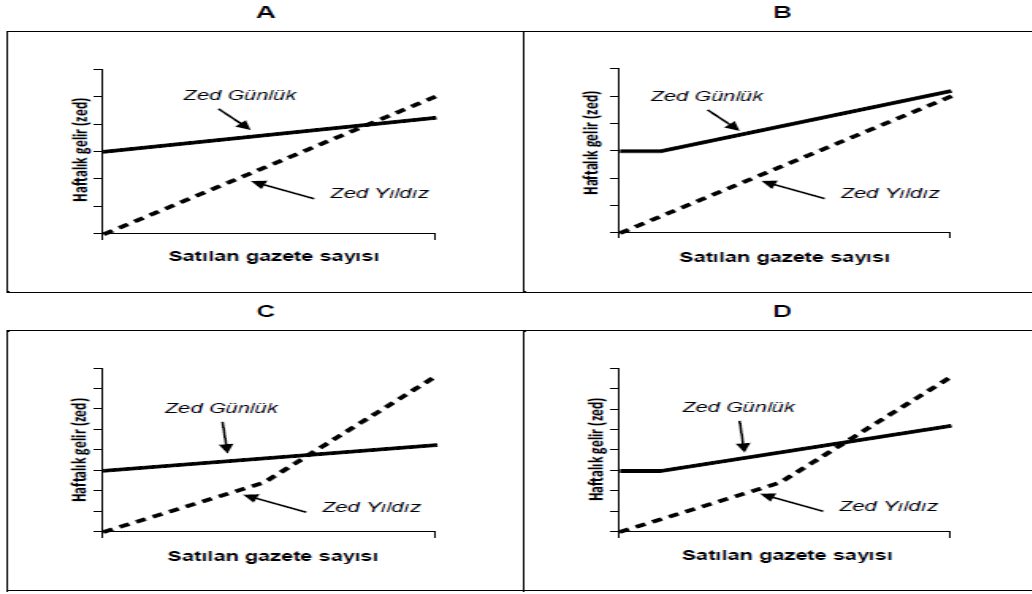 A
Haftalık gelir (zed)
Zed Günlük
Zed Yıldız
Satılan gazete sayısı
B
Haftalık gelir (zed)
Zed Günlük
Zed Yıldız
Satılan gazete sayısı
C
Haftalık gelir (zed)
Zed Günlük
Zed Yıldız
Satılan gazete sayısı
D
Haftalık gelir (zed)
Zed Günlük
Zed Yıldız
Satılan gazete sayısı